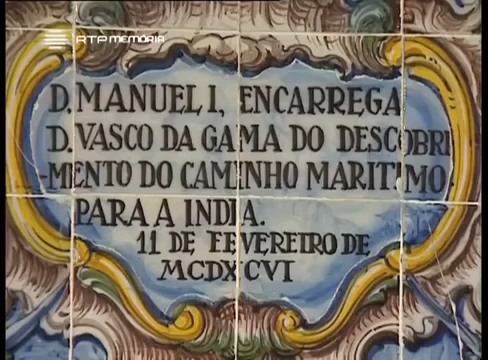 RTP MEMÓRIA
D. MANUEL I, ENCARREGA
D. VASCO DA GAMA DO DESCOBRI
-MENTO DO CAMINHO MARITIMO
PARA A INDIA.
11 DE FEVEREIRO DE
MCDXCVI